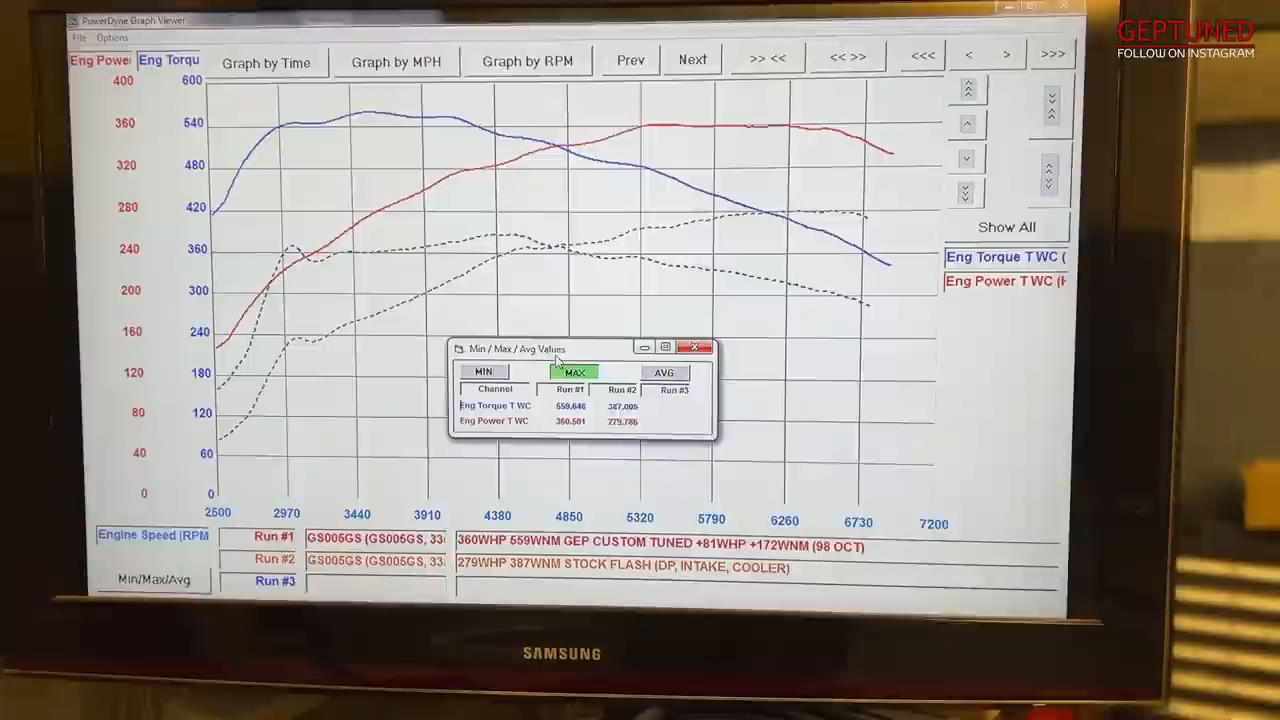 GEPTUNED
FOLLOW ON INSTAGRAM
PowerDyne Graph Viewer
File Options
Eng Power Eng Torqu
Graph by Time Graph by MPH Graph by RPM Prev Next >> << << >> <<< < > >>>
400 600
360 540
320 480
280 420
240 360
200 300
160 240
120 180
80 120
40 60
0 0
2500 2970 3440 3910 4380 4850 5320 5790 6260 6730 7200
Show All
Eng Torque T WC (
Eng Power T WC (H
Min / Max / Avg Values
MIN MAX AVG
Channel Run #1 Run #2 Run #3
Eng Torque T WC 559.648 387.005
Eng Power T WC 360.501 279.786
Engine Speed (RPM Run #1 GS005GS (GS005GS, 33 360WHP 559WNM GEP CUSTOM TUNED +81WHP +172WNM (98 OCT)
Run #2 GS005GS (GS005GS, 33 279WHP 387WNM STOCK FLASH (DP, INTAKE, COOLER)
Min/Max/Avg Run #3
SAMSUNG